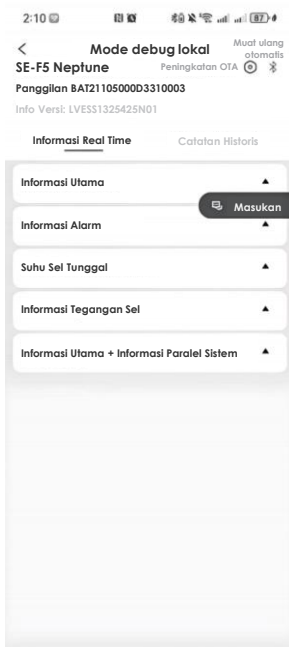 2:10 87
Mode debug lokal Muat ulang otomatis
SE-F5 Neptune Peningkatan OTA
Panggilan BAT21105000D3310003
Info Versi: LVESS1325425N01
Informasi Real Time Catatan Historis
Informasi Utama
Masukan
Informasi Alarm
Suhu Sel Tunggal
Informasi Tegangan Sel
Informasi Utama + Informasi Paralel Sistem